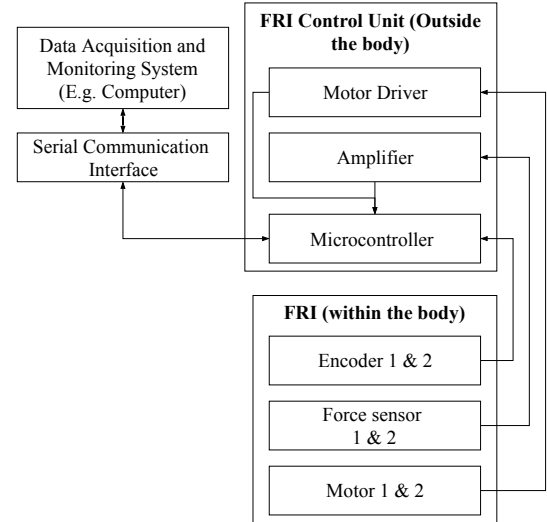 Data Acquisition and
Monitoring System
(E.g. Computer)
Serial Communication
Interface
FRI Control Unit (Outside
the body)
Motor Driver
Amplifier
Microcontroller
FRI (within the body)
Encoder 1 & 2
Force sensor
1 & 2
Motor 1 & 2